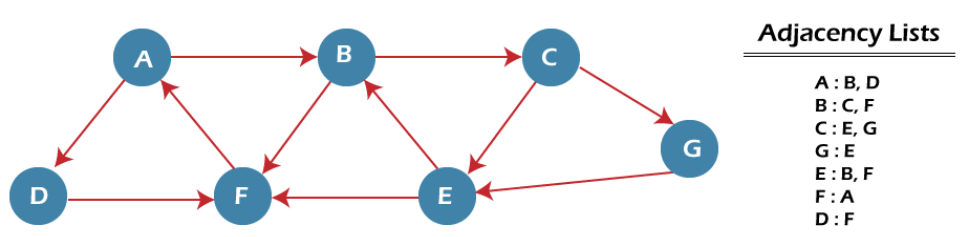 Adjacency Lists
A B C
G
D F E
A : B, D
B : C, F
C : E, G
G : E
E : B, F
F : A
D : F